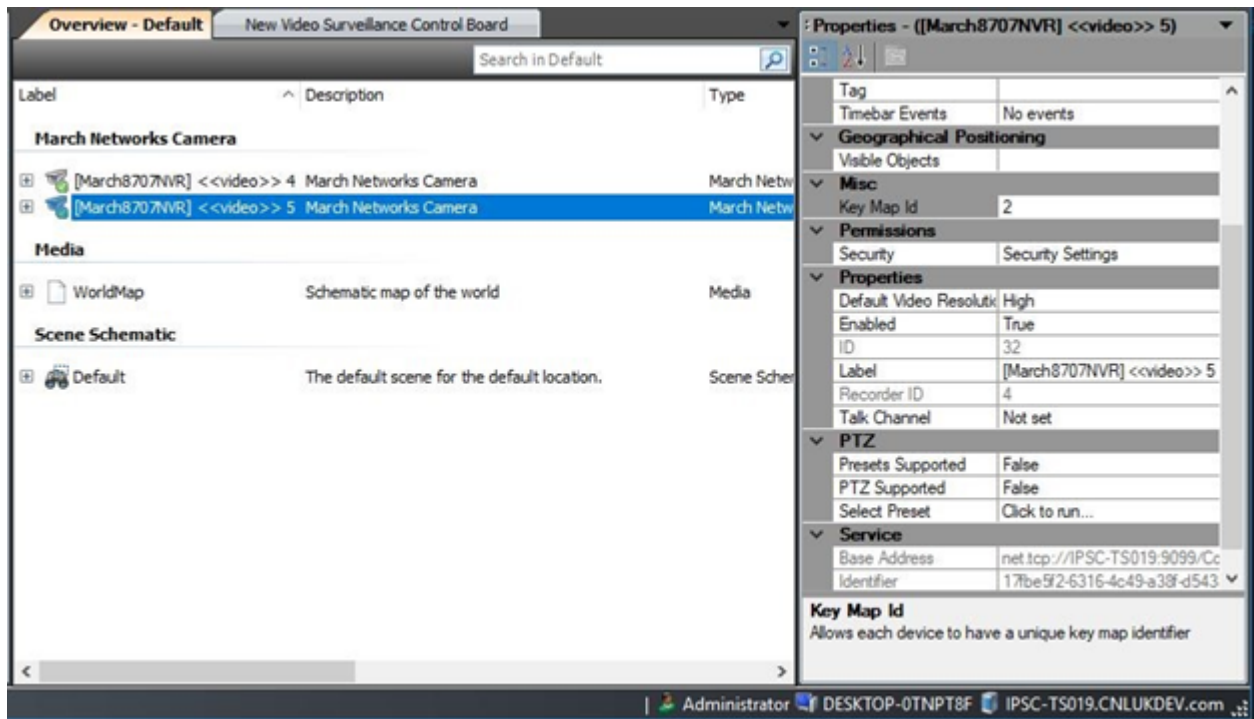 Overview - Default New Video Surveillance Control Board
Search in Default
Label Description Type
March Networks Camera
[March8707NVR] <<video>> 4 March Networks Camera March Netw
[March8707NVR] <<video>> 5 March Networks Camera March Netw
Media
WorldMap Schematic map of the world Media
Scene Schematic
Default The default scene for the default location. Scene Scher
Properties - ([March8707NVR] <<video>> 5)
Tag
Timebar Events No events
Geographical Positioning
Visible Objects
Misc
Key Map Id 2
Permissions
Security Security Settings
Properties
Default Video Resolutic High
Enabled True
ID 32
Label [March8707NVR] <<video>> 5
Recorder ID 4
Talk Channel Not set
PTZ
Presets Supported False
PTZ Supported False
Select Preset Click to run...
Service
Base Address net.tcp://IPSC-TS019:9099/Cc
Identifier 17fbe5f2-6316-4c49-a38f-d543
Key Map Id
Allows each device to have a unique key map identifier
Administrator DESKTOP-0TNPT8F IPSC-TS019.CNLUKDEV.com